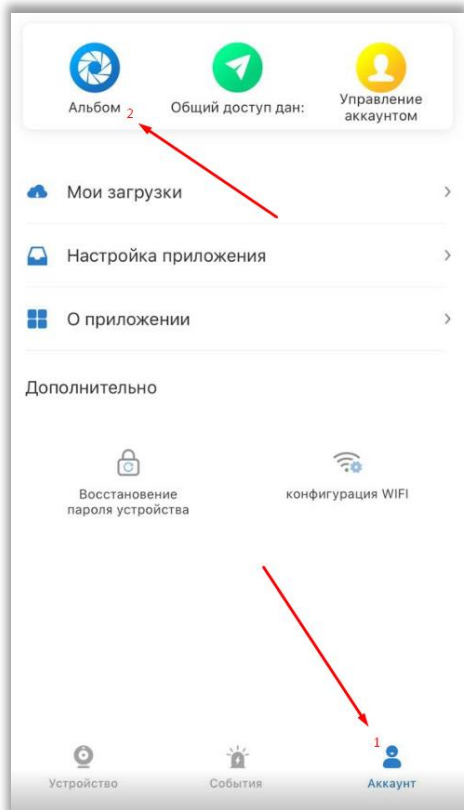 Альбом
2
Общий доступ дан:
Управление
аккаунтом
Мои загрузки
Настройка приложения
О приложении
Дополнительно
Восстановение
пароля устройства
конфигурация WIFI
1
Устройство
События
Аккаунт